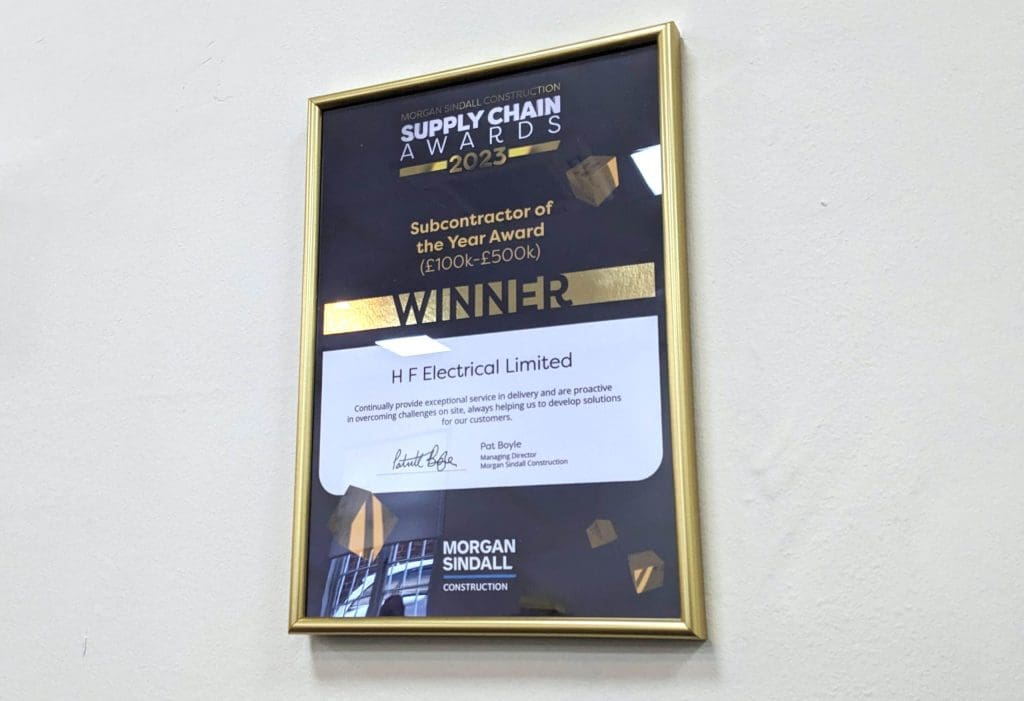 MORGAN SINDALL CONSTRUCTION
SUPPLY CHAIN
AWARDS
2023
Subcontractor of
the Year Award
(£100k-£500k)
WINNER
H F Electrical Limited
Continually provide exceptional service in delivery and are proactive
in overcoming challenges on site, always helping us to develop solutions
for our customers.
Patrick Boyle
Pat Boyle
Managing Director
Morgan Sindall Construction
MORGAN
SINDALL
CONSTRUCTION